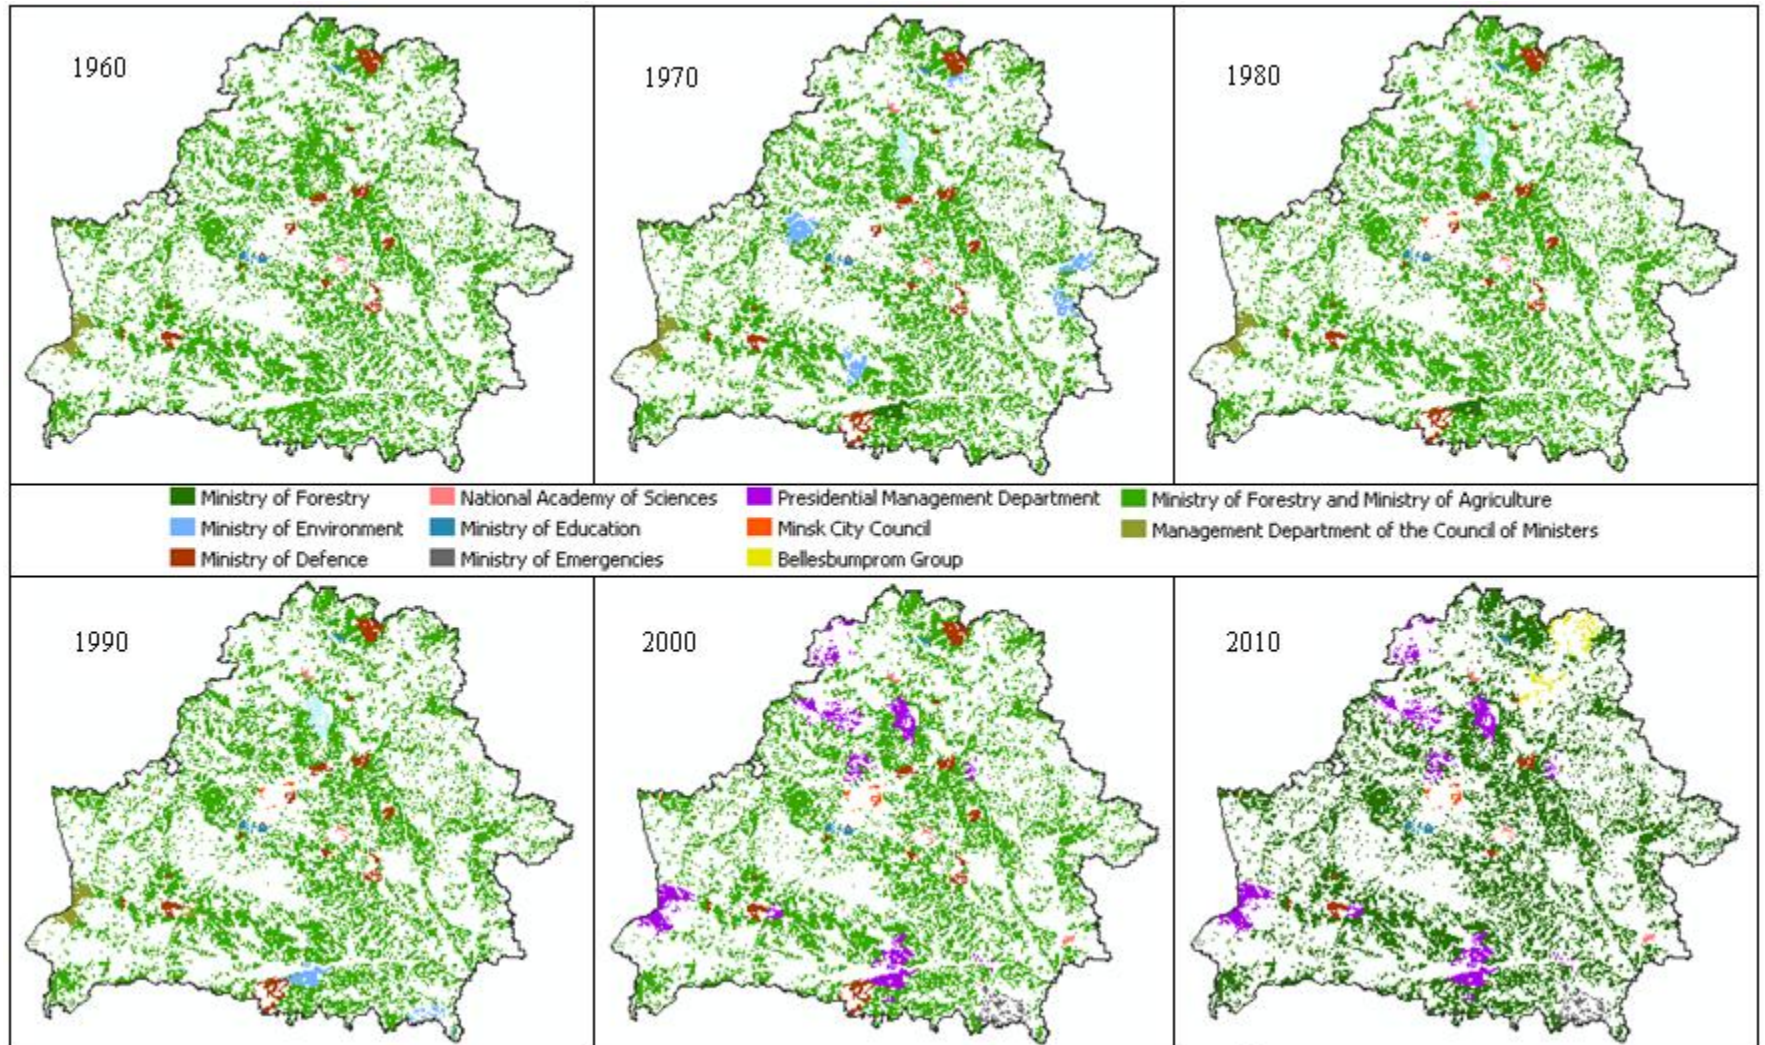 1960
1970
1980
Ministry of Forestry
National Academy of Sciences
Presidential Management Department
Ministry of Forestry and Ministry of Agriculture
Ministry of Environment
Ministry of Education
Minsk City Council
Management Department of the Council of Ministers
Ministry of Defence
Ministry of Emergencies
Bellesbumprom Group
1990
2000
2010